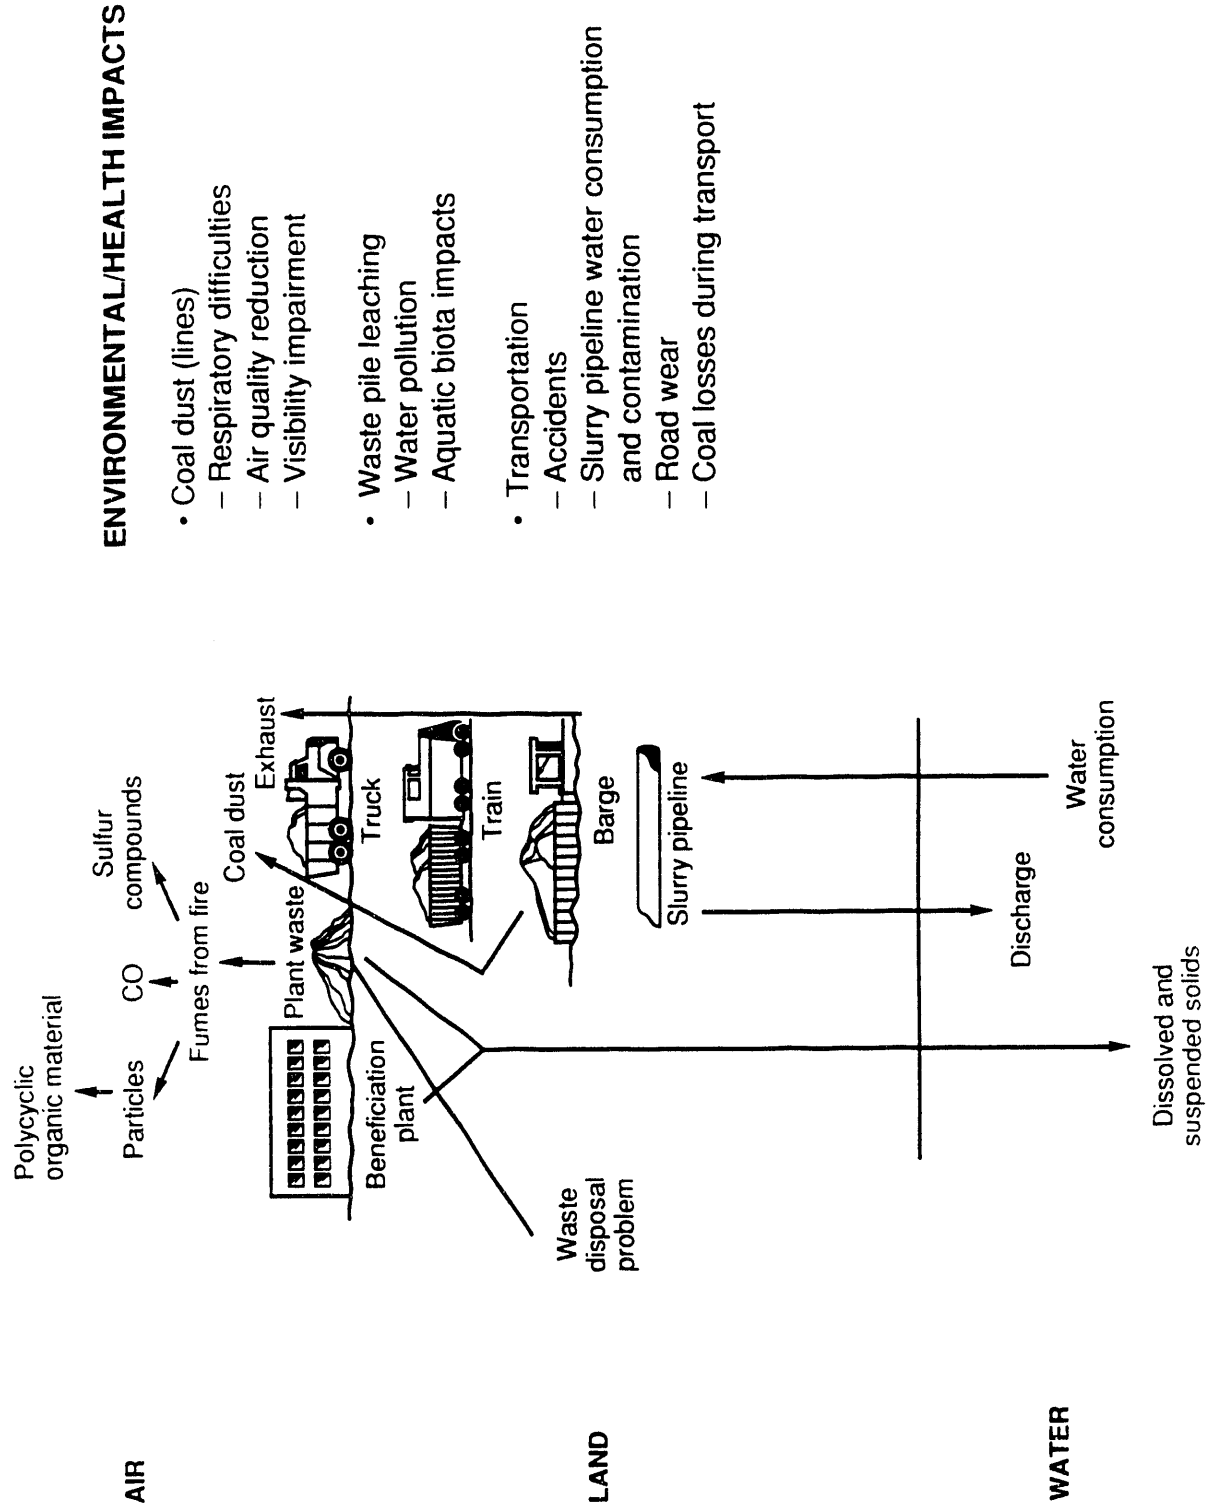 ENVIRONMENTAL/HEALTH IMPACTS
• Coal dust (lines)
– Respiratory difficulties
– Air quality reduction
– Visibility impairment
• Waste pile leaching
– Water pollution
– Aquatic biota impacts
• Transportation
– Accidents
– Slurry pipeline water consumption
and contamination
– Road wear
– Coal losses during transport
AIR
Polycyclic
organic material
Particles
CO
Sulfur
compounds
Fumes from fire
Coal dust
Exhaust
Plant waste
LAND
Beneficiation
plant
Truck
Train
Barge
Slurry pipeline
Waste
disposal
problem
WATER
Discharge
Water
consumption
Dissolved and
suspended solids